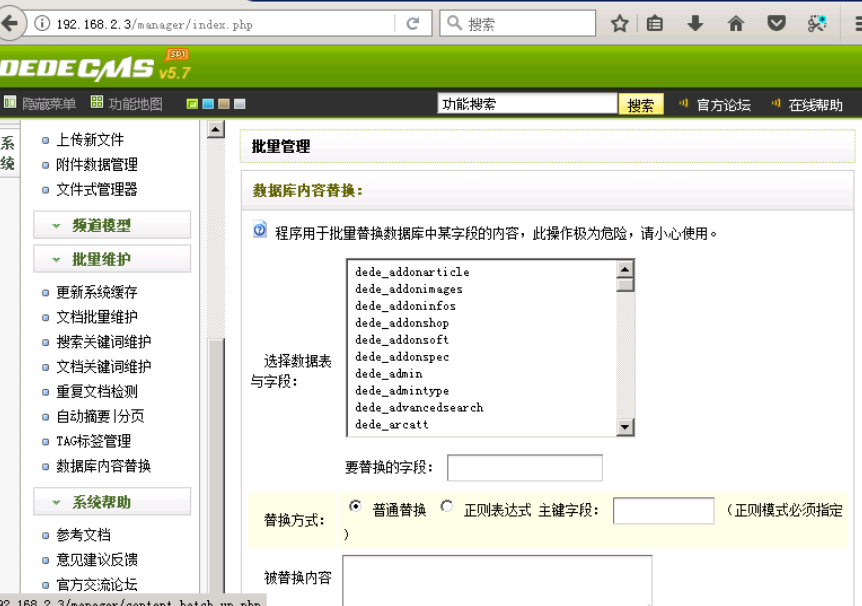 192.168.2.3/manager/index.php
搜索
DEDECMS v5.7 SP1
隐藏菜单 功能地图
功能搜索 搜索 官方论坛 在线帮助
系统
上传新文件
附件数据管理
文件式管理器
频道模型
批量维护
更新系统缓存
文档批量维护
搜索关键词维护
文档关键词维护
重复文档检测
自动摘要|分页
TAG标签管理
数据库内容替换
系统帮助
参考文档
意见建议反馈
官方交流论坛
批量管理
数据库内容替换：
程序用于批量替换数据库中某字段的内容，此操作极为危险，请小心使用。
选择数据表
与字段：
dede_addonarticle
dede_addonimages
dede_addoninfos
dede_addonshop
dede_addonsoft
dede_addonspec
dede_admin
dede_admintype
dede_advancedsearch
dede_arcatt
要替换的字段：
替换方式： 普通替换 正则表达式 主键字段： （正则模式必须指定
）
被替换内容
92.168.2.3/manager/content_batch_up.php